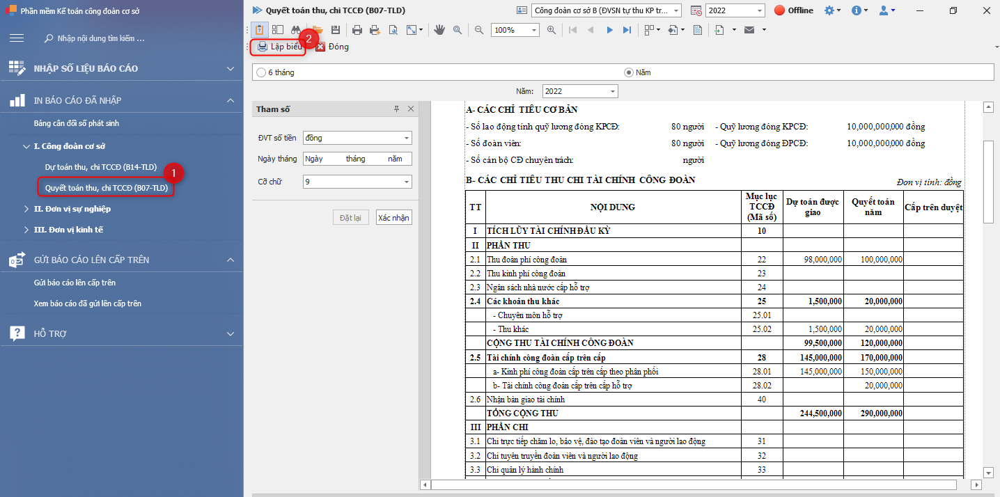 Phần mềm Kế toán công đoàn cơ sở
Nhập nội dung tìm kiếm ...
NHẬP SỐ LIỆU BÁO CÁO
IN BÁO CÁO ĐÃ NHẬP
Bảng cân đối số phát sinh
I. Công đoàn cơ sở
Dự toán thu, chi TCCĐ (B14-TLD)
1
Quyết toán thu, chi TCCĐ (B07-TLD)
II. Đơn vị sự nghiệp
III. Đơn vị kinh tế
GỬI BÁO CÁO LÊN CẤP TRÊN
Gửi báo cáo lên cấp trên
Xem báo cáo đã gửi lên cấp trên
HỖ TRỢ
Quyết toán thu, chi TCCĐ (B07-TLD)
Công đoàn cơ sở B (ĐVSN tự thu KP tr...
2022
Offline
100%
2
Lập biểu
Đóng
6 tháng
Năm
Năm: 2022
Tham số
ĐVT số tiền đồng
Ngày tháng Ngày tháng năm
Cỡ chữ 9
Đặt lại Xác nhận
A- CÁC CHỈ TIÊU CƠ BẢN
- Số lao động tính quỹ lương đóng KPCĐ: 80 người - Quỹ lương đóng KPCĐ: 10,000,000,000 đồng
- Số đoàn viên: 80 người - Quỹ lương đóng ĐPCĐ: 10,000,000,000 đồng
- Số cán bộ CĐ chuyên trách: người
B- CÁC CHỈ TIÊU THU CHI TÀI CHÍNH CÔNG ĐOÀN
Đơn vị tính: đồng
TT NỘI DUNG Mục lục TCCĐ (Mã số) Dự toán được giao Quyết toán năm Cấp trên duyệt
I TÍCH LŨY TÀI CHÍNH ĐẦU KỲ 10
II PHẦN THU
2.1 Thu đoàn phí công đoàn 22 98,000,000 100,000,000
2.2 Thu kinh phí công đoàn 23
2.3 Ngân sách nhà nước cấp hỗ trợ 24
2.4 Các khoản thu khác 25 1,500,000 20,000,000
- Chuyên môn hỗ trợ 25.01
- Thu khác 25.02 1,500,000 20,000,000
CỘNG THU TÀI CHÍNH CÔNG ĐOÀN 99,500,000 120,000,000
2.5 Tài chính công đoàn cấp trên cấp 28 145,000,000 170,000,000
a- Kinh phí công đoàn cấp trên cấp theo phân phối 28.01 145,000,000 150,000,000
b- Tài chính công đoàn cấp trên cấp hỗ trợ 28.02 20,000,000
2.6 Nhận bàn giao tài chính 40
TỔNG CỘNG THU 244,500,000 290,000,000
III PHẦN CHI
3.1 Chi trực tiếp chăm lo, bảo vệ, đào tạo đoàn viên và người lao động 31
3.2 Chi tuyên truyền đoàn viên và người lao động 32
3.3 Chi quản lý hành chính 33